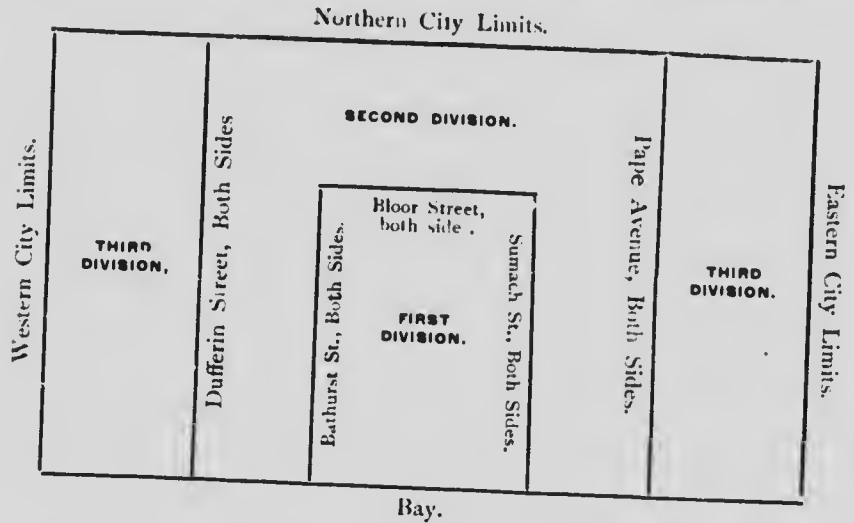 Northern City Limits.
SECOND DIVISION.
Western City Limits.
THIRD
DIVISION,
Dufferin Street, Both Sides
Bloor Street,
both side .
Bathurst St., Both Sides.
FIRST
DIVISION.
Sumach St., Both Sides.
Pape Avenue, Both Sides.
THIRD
DIVISION.
Eastern City Limits.
Bay.